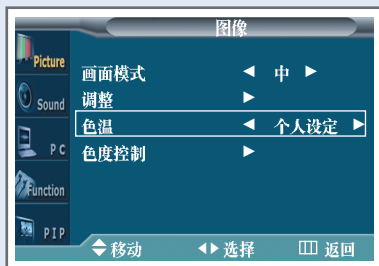 图像
Picture
画面模式 ◀ 中 ▶
Sound
调整 ▶
色温 ◀ 个人设定 ▶
PC
色度控制 ▶
Function
PIP
移动 选择 返回